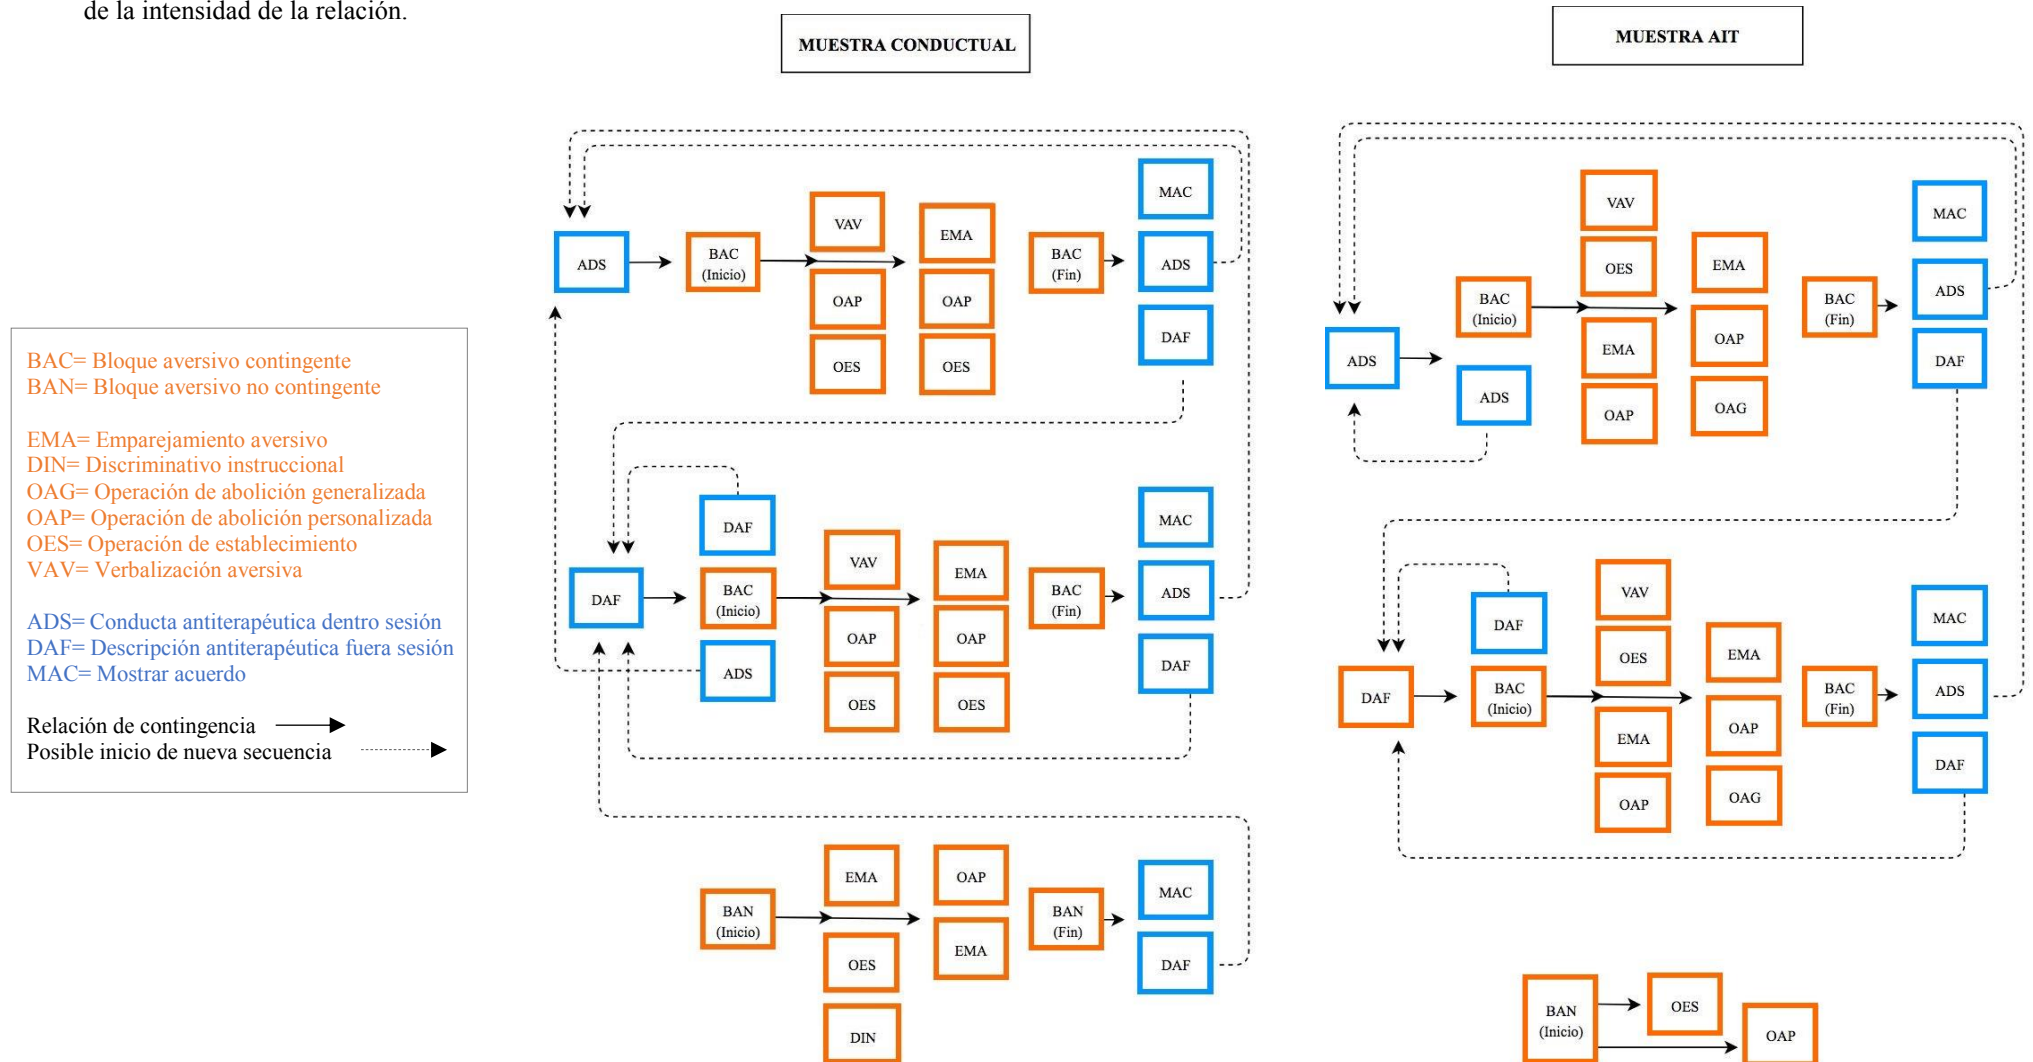 de la intensidad de la relación.
MUESTRA CONDUCTUAL
MUESTRA AIT
BAC= Bloque aversivo contingente
BAN= Bloque aversivo no contingente
EMA= Emparejamiento aversivo
DIN= Discriminativo instruccional
OAG= Operación de abolición generalizada
OAP= Operación de abolición personalizada
OES= Operación de establecimiento
VAV= Verbalización aversiva
ADS= Conducta antiterapéutica dentro sesión
DAF= Descripción antiterapéutica fuera sesión
MAC= Mostrar acuerdo
Relación de contingencia
Posible inicio de nueva secuencia
ADS
BAC
(Inicio)
VAV
OAP
OES
EMA
OAP
OES
BAC
(Fin)
MAC
ADS
DAF
DAF
DAF
BAC
(Inicio)
ADS
VAV
OAP
OES
EMA
OAP
OES
BAC
(Fin)
MAC
ADS
DAF
BAN
(Inicio)
EMA
OES
DIN
OAP
EMA
BAN
(Fin)
MAC
DAF
ADS
BAC
(Inicio)
ADS
VAV
OES
EMA
OAP
EMA
OAP
OAG
BAC
(Fin)
MAC
ADS
DAF
DAF
DAF
BAC
(Inicio)
VAV
OES
EMA
OAP
EMA
OAP
OAG
BAC
(Fin)
MAC
ADS
DAF
BAN
(Inicio)
OES
OAP